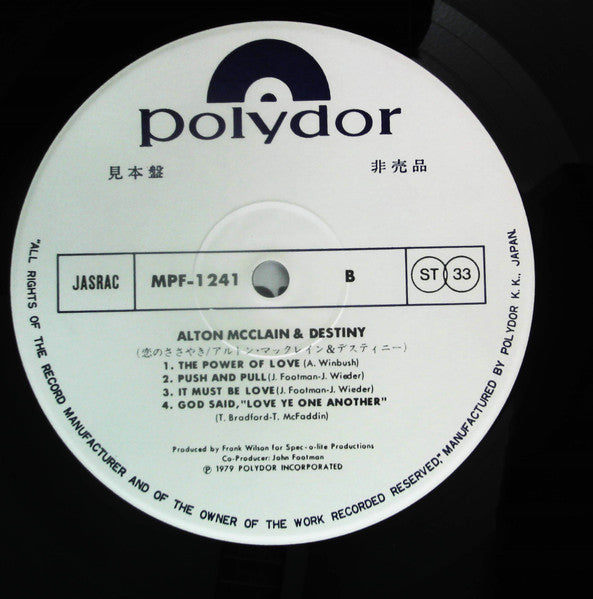 polydor
見本盤 非売品
JASRAC MPF-1241 B ST 33
ALTON MCCLAIN & DESTINY
(恋のささやき/アルトン・マックレイン&デスティニー)
1. THE POWER OF LOVE (A. Winbush)
2. PUSH AND PULL (J. Footman-J. Wieder)
3. IT MUST BE LOVE (J. Footman-J. Wieder)
4. GOD SAID, "LOVE YE ONE ANOTHER"
(T. Bradford-T. McFaddin)
Produced by Frank Wilson for Spec-o-lite Productions
Co-Producer: John Footman
Ⓟ 1979 POLYDOR INCORPORATED
"ALL RIGHTS OF THE RECORD MANUFACTURER AND OF THE OWNER OF THE WORK RECORDED RESERVED," MANUFACTURED BY POLYDOR K.K., JAPAN.